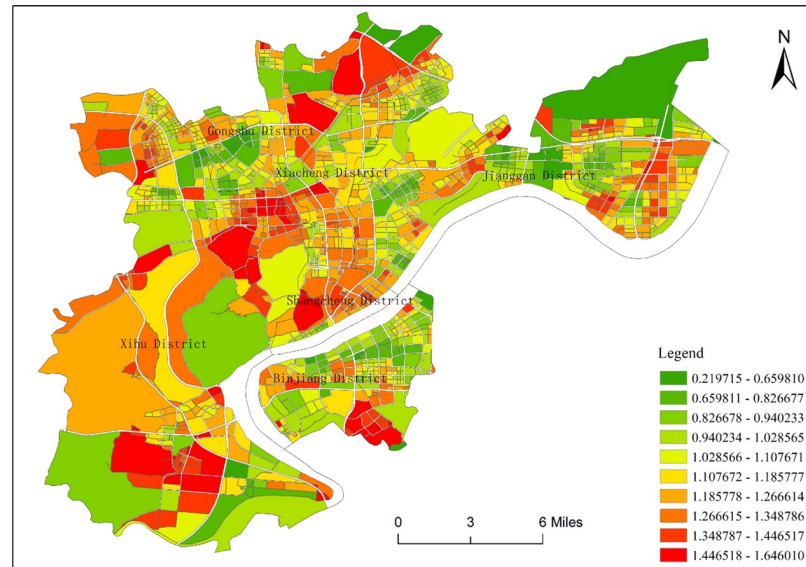 N
Gongshu District
Xiacheng District
Jianggan District
Shangcheng District
Xihu District
Binjiang District
Legend
0.219715 - 0.659810
0.659811 - 0.826677
0.826678 - 0.940233
0.940234 - 1.028565
1.028566 - 1.107671
1.107672 - 1.185777
1.185778 - 1.266614
1.266615 - 1.348786
1.348787 - 1.446517
1.446518 - 1.646010
0 3 6 Miles